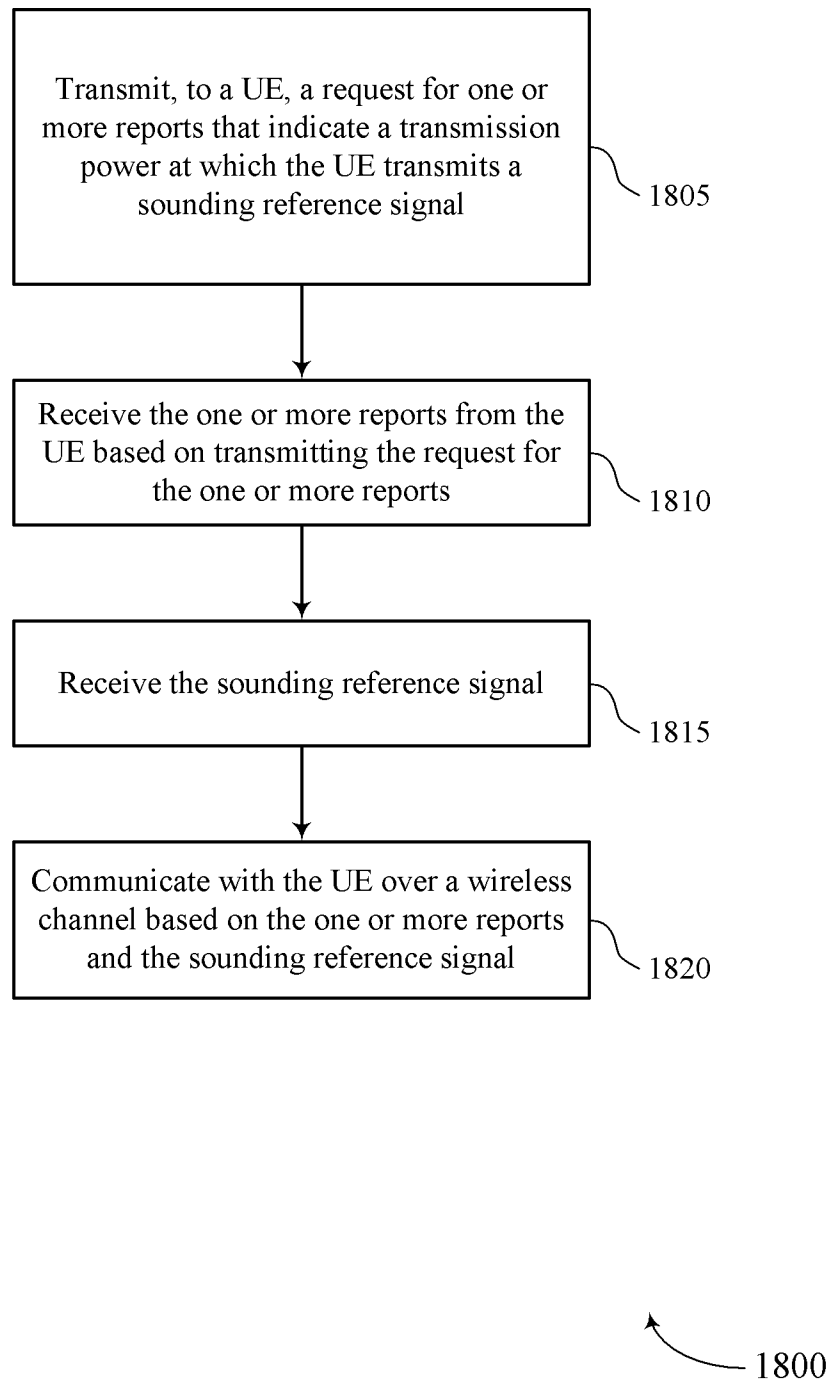 Transmit, to a UE, a request for one or
more reports that indicate a transmission
power at which the UE transmits a
sounding reference signal
1805
Receive the one or more reports from the
UE based on transmitting the request for
the one or more reports
1810
Receive the sounding reference signal
1815
Communicate with the UE over a wireless
channel based on the one or more reports
and the sounding reference signal
1820
1800